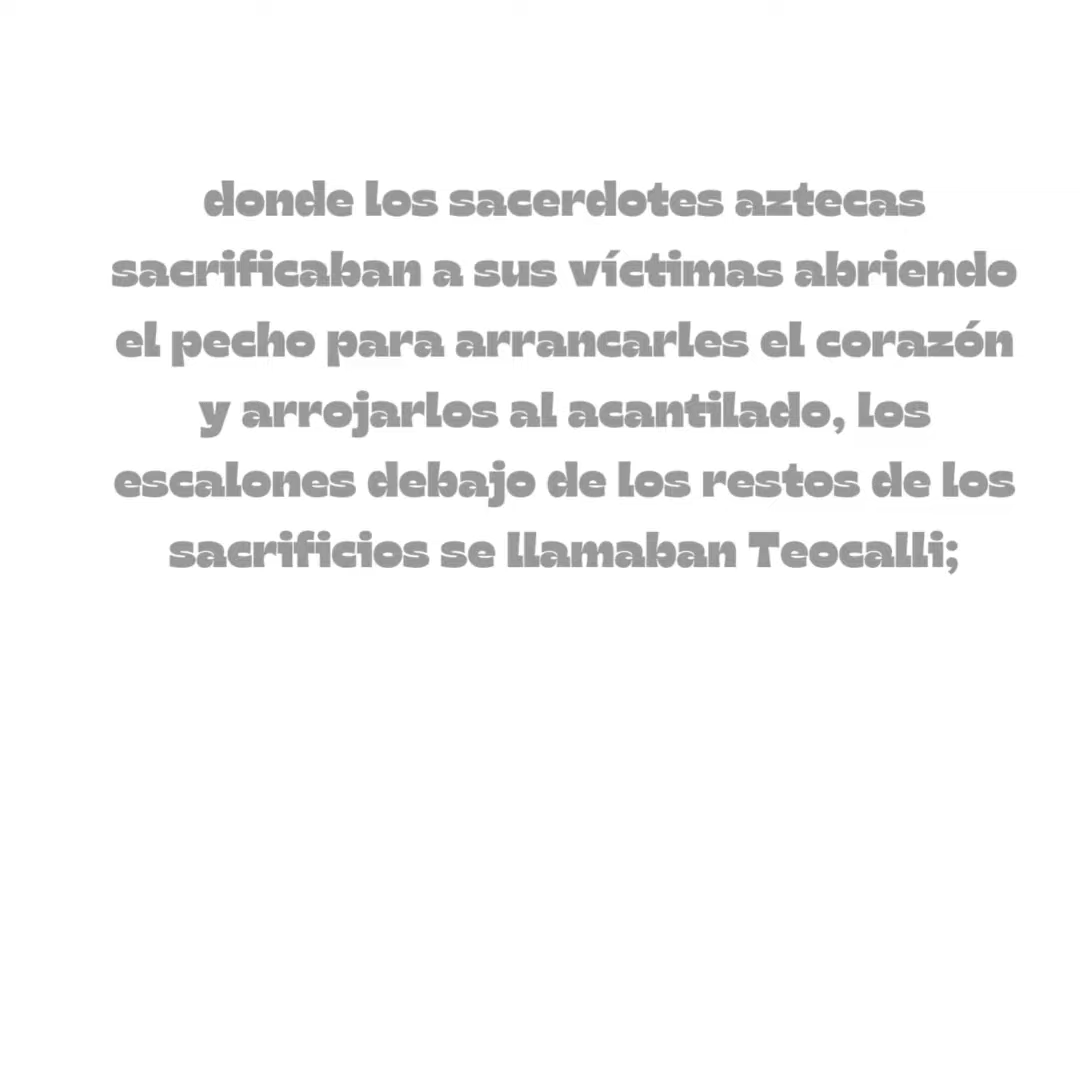 donde los sacerdotes aztecas
sacrificaban a sus víctimas abriendo
el pecho para arrancarles el corazón
y arrojarlos al acantilado, los
escalones debajo de los restos de los
sacrificios se llamaban Teocalli;